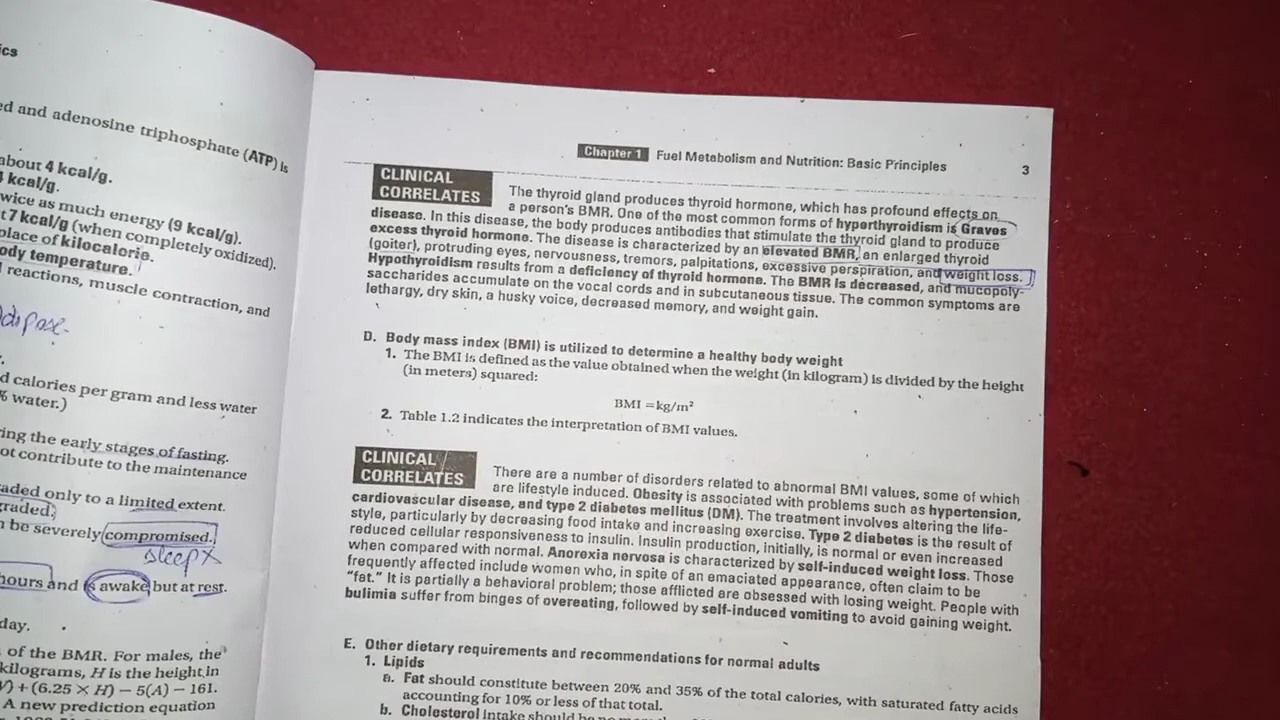 ics
ed and adenosine triphosphate (ATP) is
about 4 kcal/g.
4 kcal/g.
wice as much energy (9 kcal/g).
t 7 kcal/g (when completely oxidized).
place of kilocalorie.
ody temperature.
reactions, muscle contraction, and
adipose
d calories per gram and less water
% water.)
ring the early stages of fasting.
ot contribute to the maintenance
raded only to a limited extent.
graded.
n be severely compromised.
sleep x
hours and is awake but at rest.
day.
of the BMR. For males, the
kilograms, H is the height in
) + (6.25 × H) − 5(A) − 161.
A new prediction equation
Chapter 1 Fuel Metabolism and Nutrition: Basic Principles 3
CLINICAL
CORRELATES
The thyroid gland produces thyroid hormone, which has profound effects on
a person's BMR. One of the most common forms of hyperthyroidism is Graves
disease. In this disease, the body produces antibodies that stimulate the thyroid gland to produce
excess thyroid hormone. The disease is characterized by an elevated BMR, an enlarged thyroid
(goiter), protruding eyes, nervousness, tremors, palpitations, excessive perspiration, and weight loss.
Hypothyroidism results from a deficiency of thyroid hormone. The BMR is decreased, and mucopoly-
saccharides accumulate on the vocal cords and in subcutaneous tissue. The common symptoms are
lethargy, dry skin, a husky voice, decreased memory, and weight gain.
D. Body mass index (BMI) is utilized to determine a healthy body weight
1. The BMI is defined as the value obtained when the weight (in kilogram) is divided by the height
(in meters) squared:
BMI = kg/m²
2. Table 1.2 indicates the interpretation of BMI values.
CLINICAL
CORRELATES
There are a number of disorders related to abnormal BMI values, some of which
are lifestyle induced. Obesity is associated with problems such as hypertension,
cardiovascular disease, and type 2 diabetes mellitus (DM). The treatment involves altering the life-
style, particularly by decreasing food intake and increasing exercise. Type 2 diabetes is the result of
reduced cellular responsiveness to insulin. Insulin production, initially, is normal or even increased
when compared with normal. Anorexia nervosa is characterized by self-induced weight loss. Those
frequently affected include women who, in spite of an emaciated appearance, often claim to be
"fat." It is partially a behavioral problem; those afflicted are obsessed with losing weight. People with
bulimia suffer from binges of overeating, followed by self-induced vomiting to avoid gaining weight.
E. Other dietary requirements and recommendations for normal adults
1. Lipids
a. Fat should constitute between 20% and 35% of the total calories, with saturated fatty acids
accounting for 10% or less of that total.
b. Cholesterol intake should be no